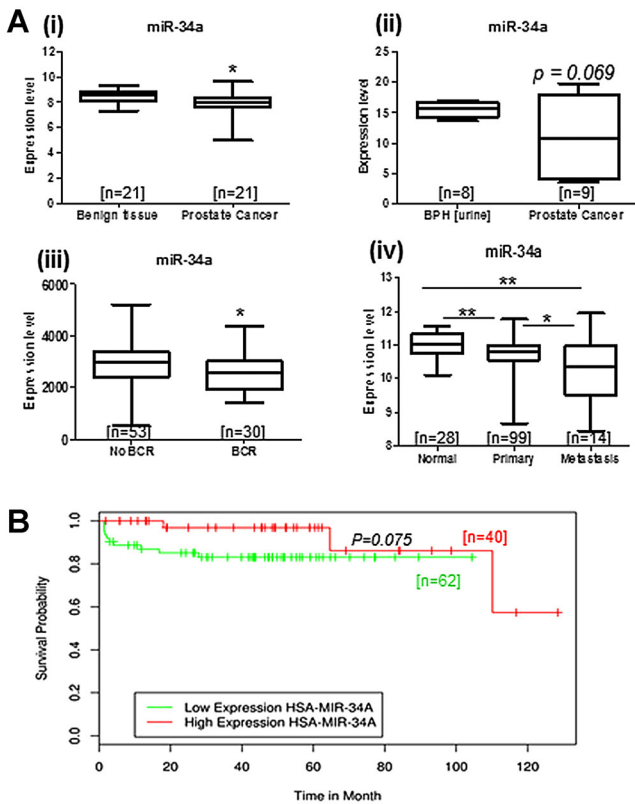 A (i) (ii)
miR-34a
Expression level
12
10
8
6
4
2
0
*
[n=21] [n=21]
Benign tissue Prostate Cancer
miR-34a
Expression level
25
20
15
10
5
0
p = 0.069
[n=8] [n=9]
BPH [urine] Prostate Cancer
(iii)
miR-34a
Expression level
6000
4000
2000
0
*
[n=53] [n=30]
No BCR BCR
(iv)
miR-34a
Expression level
13
12
11
10
9
8
**
** *
[n=28] [n=99] [n=14]
Normal Primary Metastasis
B
Survival Probability
1.0
0.8
0.6
0.4
0.2
0.0
P=0.075 [n=40]
[n=62]
Low Expression HSA-MIR-34A
High Expression HSA-MIR-34A
0 20 40 60 80 100 120
Time in Month